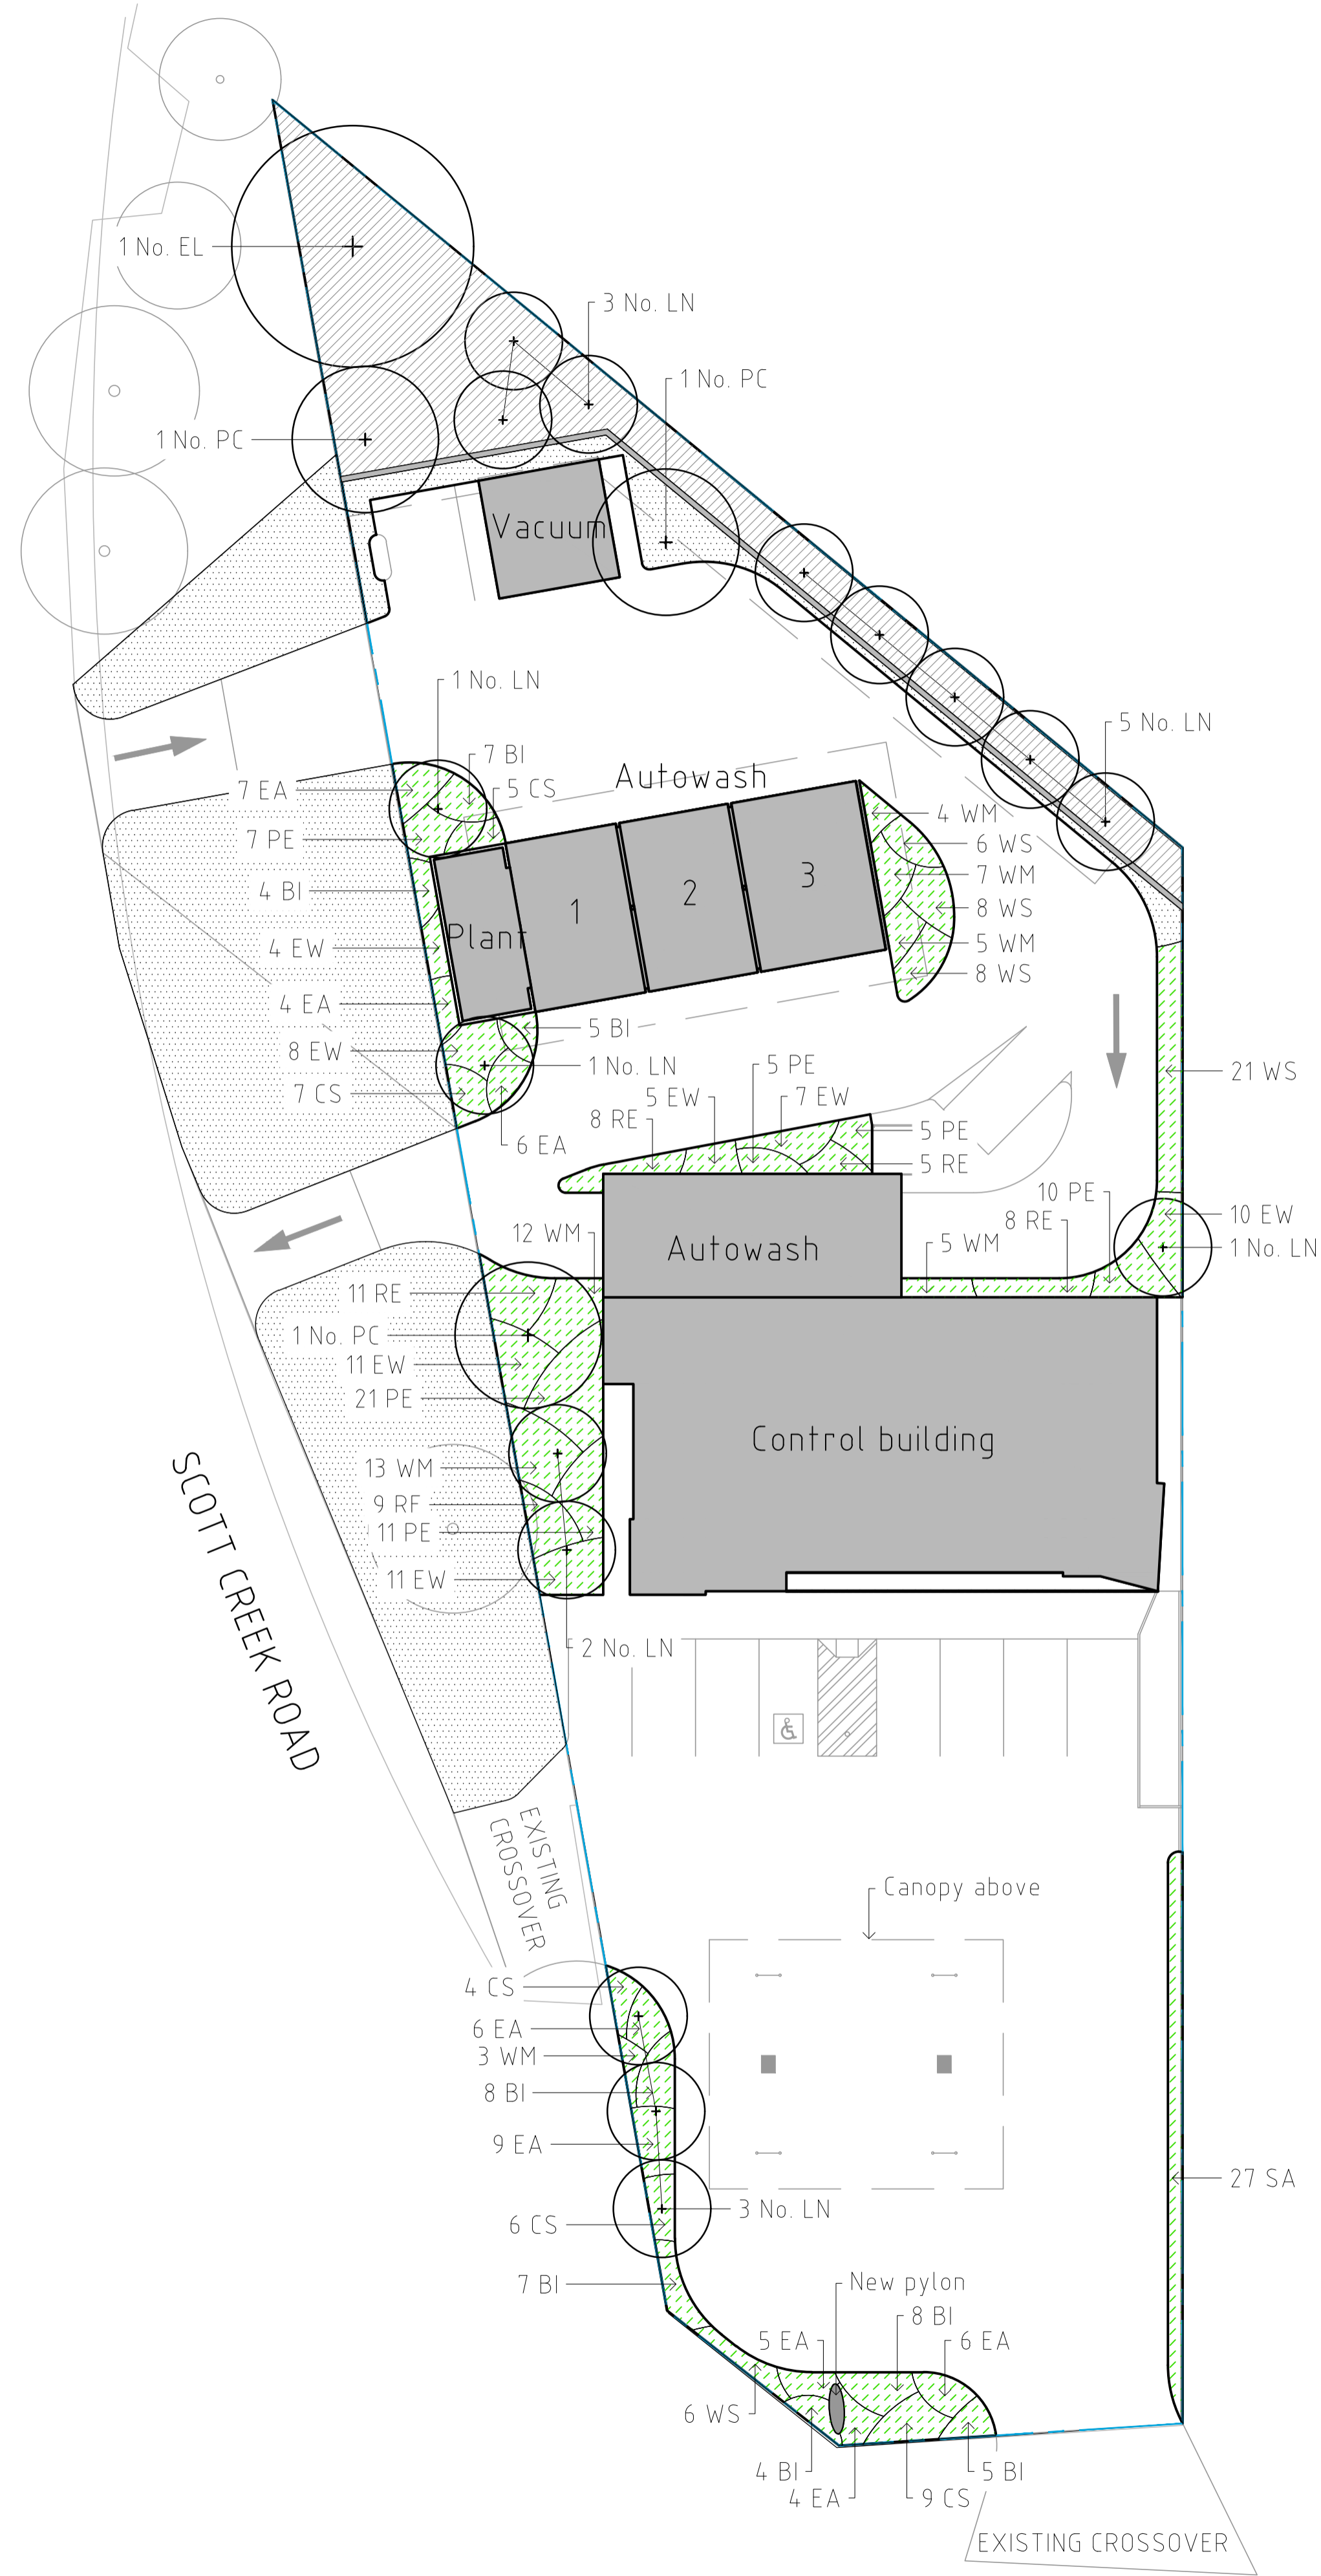 1 No. EL
3 No. LN
1 No. PC
1 No. PC
Vacuum
1 No. LN
5 No. LN
7 BI
Autowash
7 EA
5 CS
4 WM
7 PE
6 WS
7 WM
4 BI
1
2
3
8 WS
Plant
4 EW
5 WM
8 WS
4 EA
5 BI
8 EW
1 No. LN
5 PE
21 WS
7 CS
5 EW
7 EW
8 RE
5 PE
6 EA
5 RE
10 PE
8 RE
10 EW
12 WM
5 WM
Autowash
1 No. LN
11 RE
1 No. PC
11 EW
21 PE
Control building
13 WM
9 RF
11 PE
11 EW
SCOTT CREEK ROAD
2 No. LN
EXISTING
CROSSOVER
Canopy above
4 CS
6 EA
3 WM
8 BI
9 EA
27 SA
3 No. LN
6 CS
7 BI
New pylon
8 BI
5 EA
6 EA
6 WS
4 BI
5 BI
4 EA
9 CS
EXISTING CROSSOVER